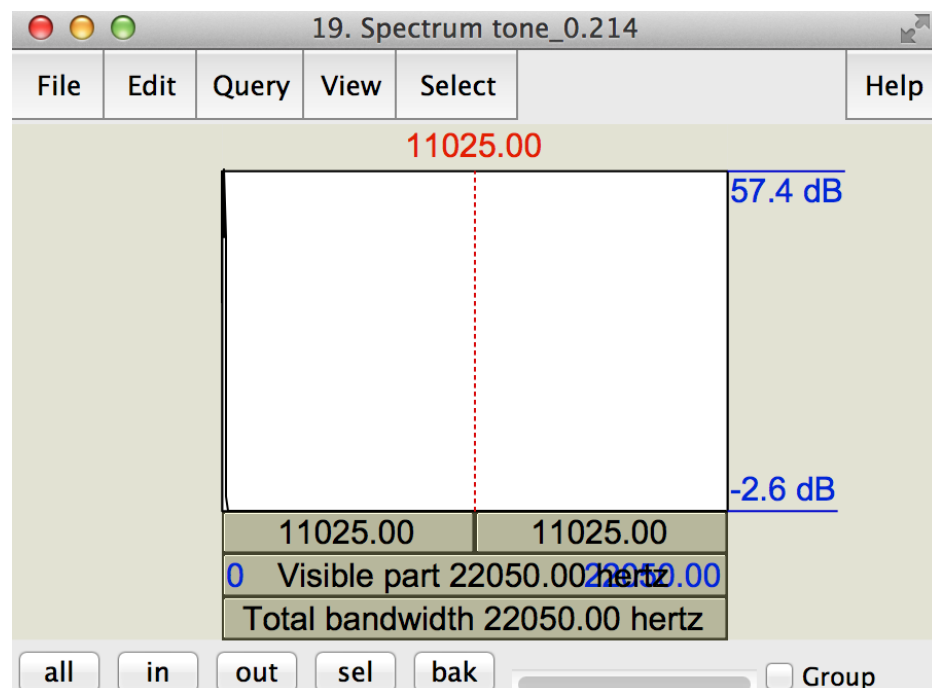 19. Spectrum tone_0.214
File Edit Query View Select Help
11025.00
57.4 dB
-2.6 dB
11025.00 11025.00
0 Visible part 22050.00 hertz 22050.00
Total bandwidth 22050.00 hertz
all in out sel bak Group